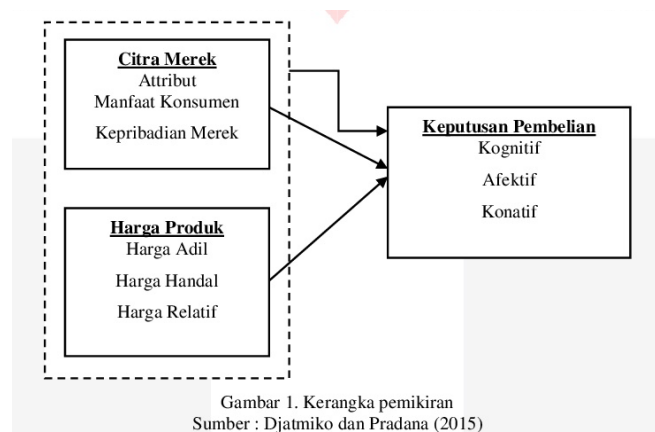 Citra Merek
Attribut
Manfaat Konsumen
Kepribadian Merek
Harga Produk
Harga Adil
Harga Handal
Harga Relatif
Keputusan Pembelian
Kognitif
Afektif
Konatif
Gambar 1. Kerangka pemikiran
Sumber : Djatmiko dan Pradana (2015)